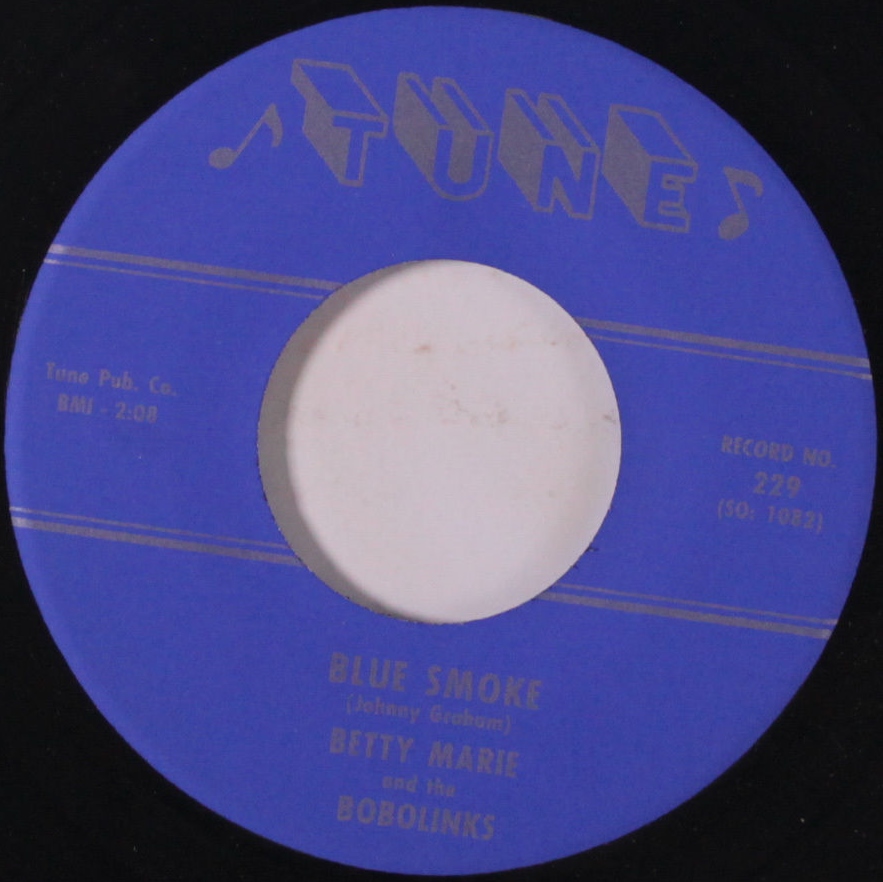 TUNE
Tune Pub. Co.
BMI - 2:08
RECORD NO.
229
(SO: 1082)
BLUE SMOKE
(Johnny Graham)
BETTY MARIE
and the
BOBOLINKS